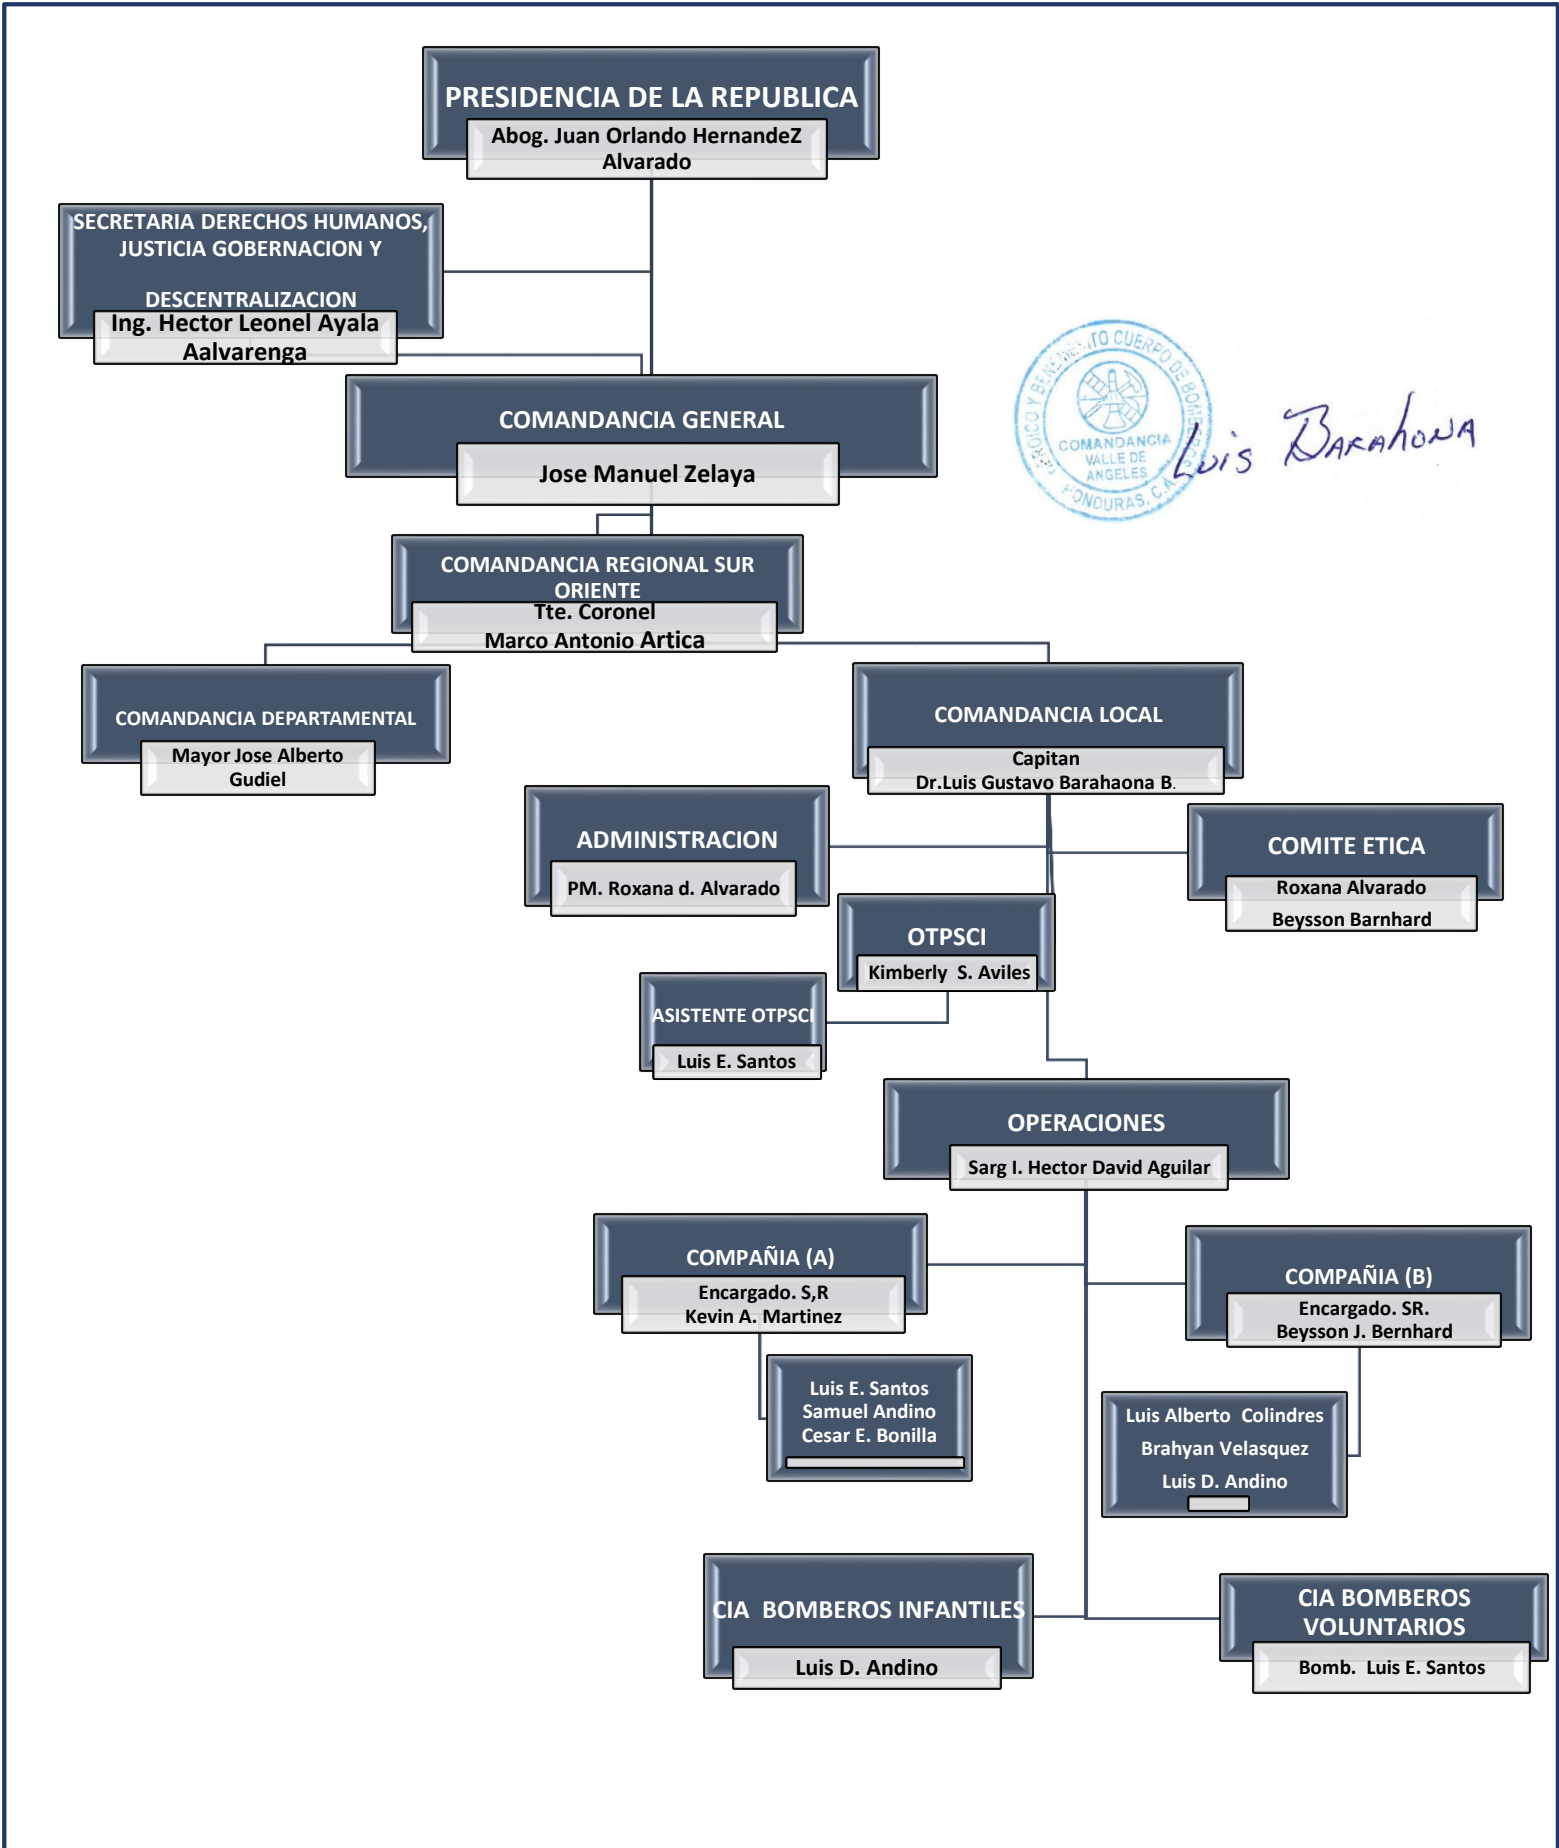 PRESIDENCIA DE LA REPUBLICA
Abog. Juan Orlando HernandeZ
Alvarado
SECRETARIA DERECHOS HUMANOS,
JUSTICIA GOBERNACION Y
DESCENTRALIZACION
Ing. Hector Leonel Ayala
Aalvarenga
COMANDANCIA GENERAL
Jose Manuel Zelaya
COMANDANCIA
VALLE DE
ANGELES
HONDURAS, C.A.
Luis Barahona
COMANDANCIA REGIONAL SUR
ORIENTE
Tte. Coronel
Marco Antonio Artica
COMANDANCIA DEPARTAMENTAL
Mayor Jose Alberto
Gudiel
COMANDANCIA LOCAL
Capitan
Dr.Luis Gustavo Barahaona B.
ADMINISTRACION
PM. Roxana d. Alvarado
COMITE ETICA
Roxana Alvarado
Beysson Barnhard
OTPSCI
Kimberly  S. Aviles
ASISTENTE OTPSCI
Luis E. Santos
OPERACIONES
Sarg I. Hector David Aguilar
COMPAÑIA (A)
Encargado. S,R
Kevin A. Martinez
COMPAÑIA (B)
Encargado. SR.
Beysson J. Bernhard
Luis E. Santos
Samuel Andino
Cesar E. Bonilla
Luis Alberto  Colindres
Brahyan Velasquez
Luis D. Andino
CIA  BOMBEROS INFANTILES
Luis D. Andino
CIA BOMBEROS
VOLUNTARIOS
Bomb.  Luis E. Santos